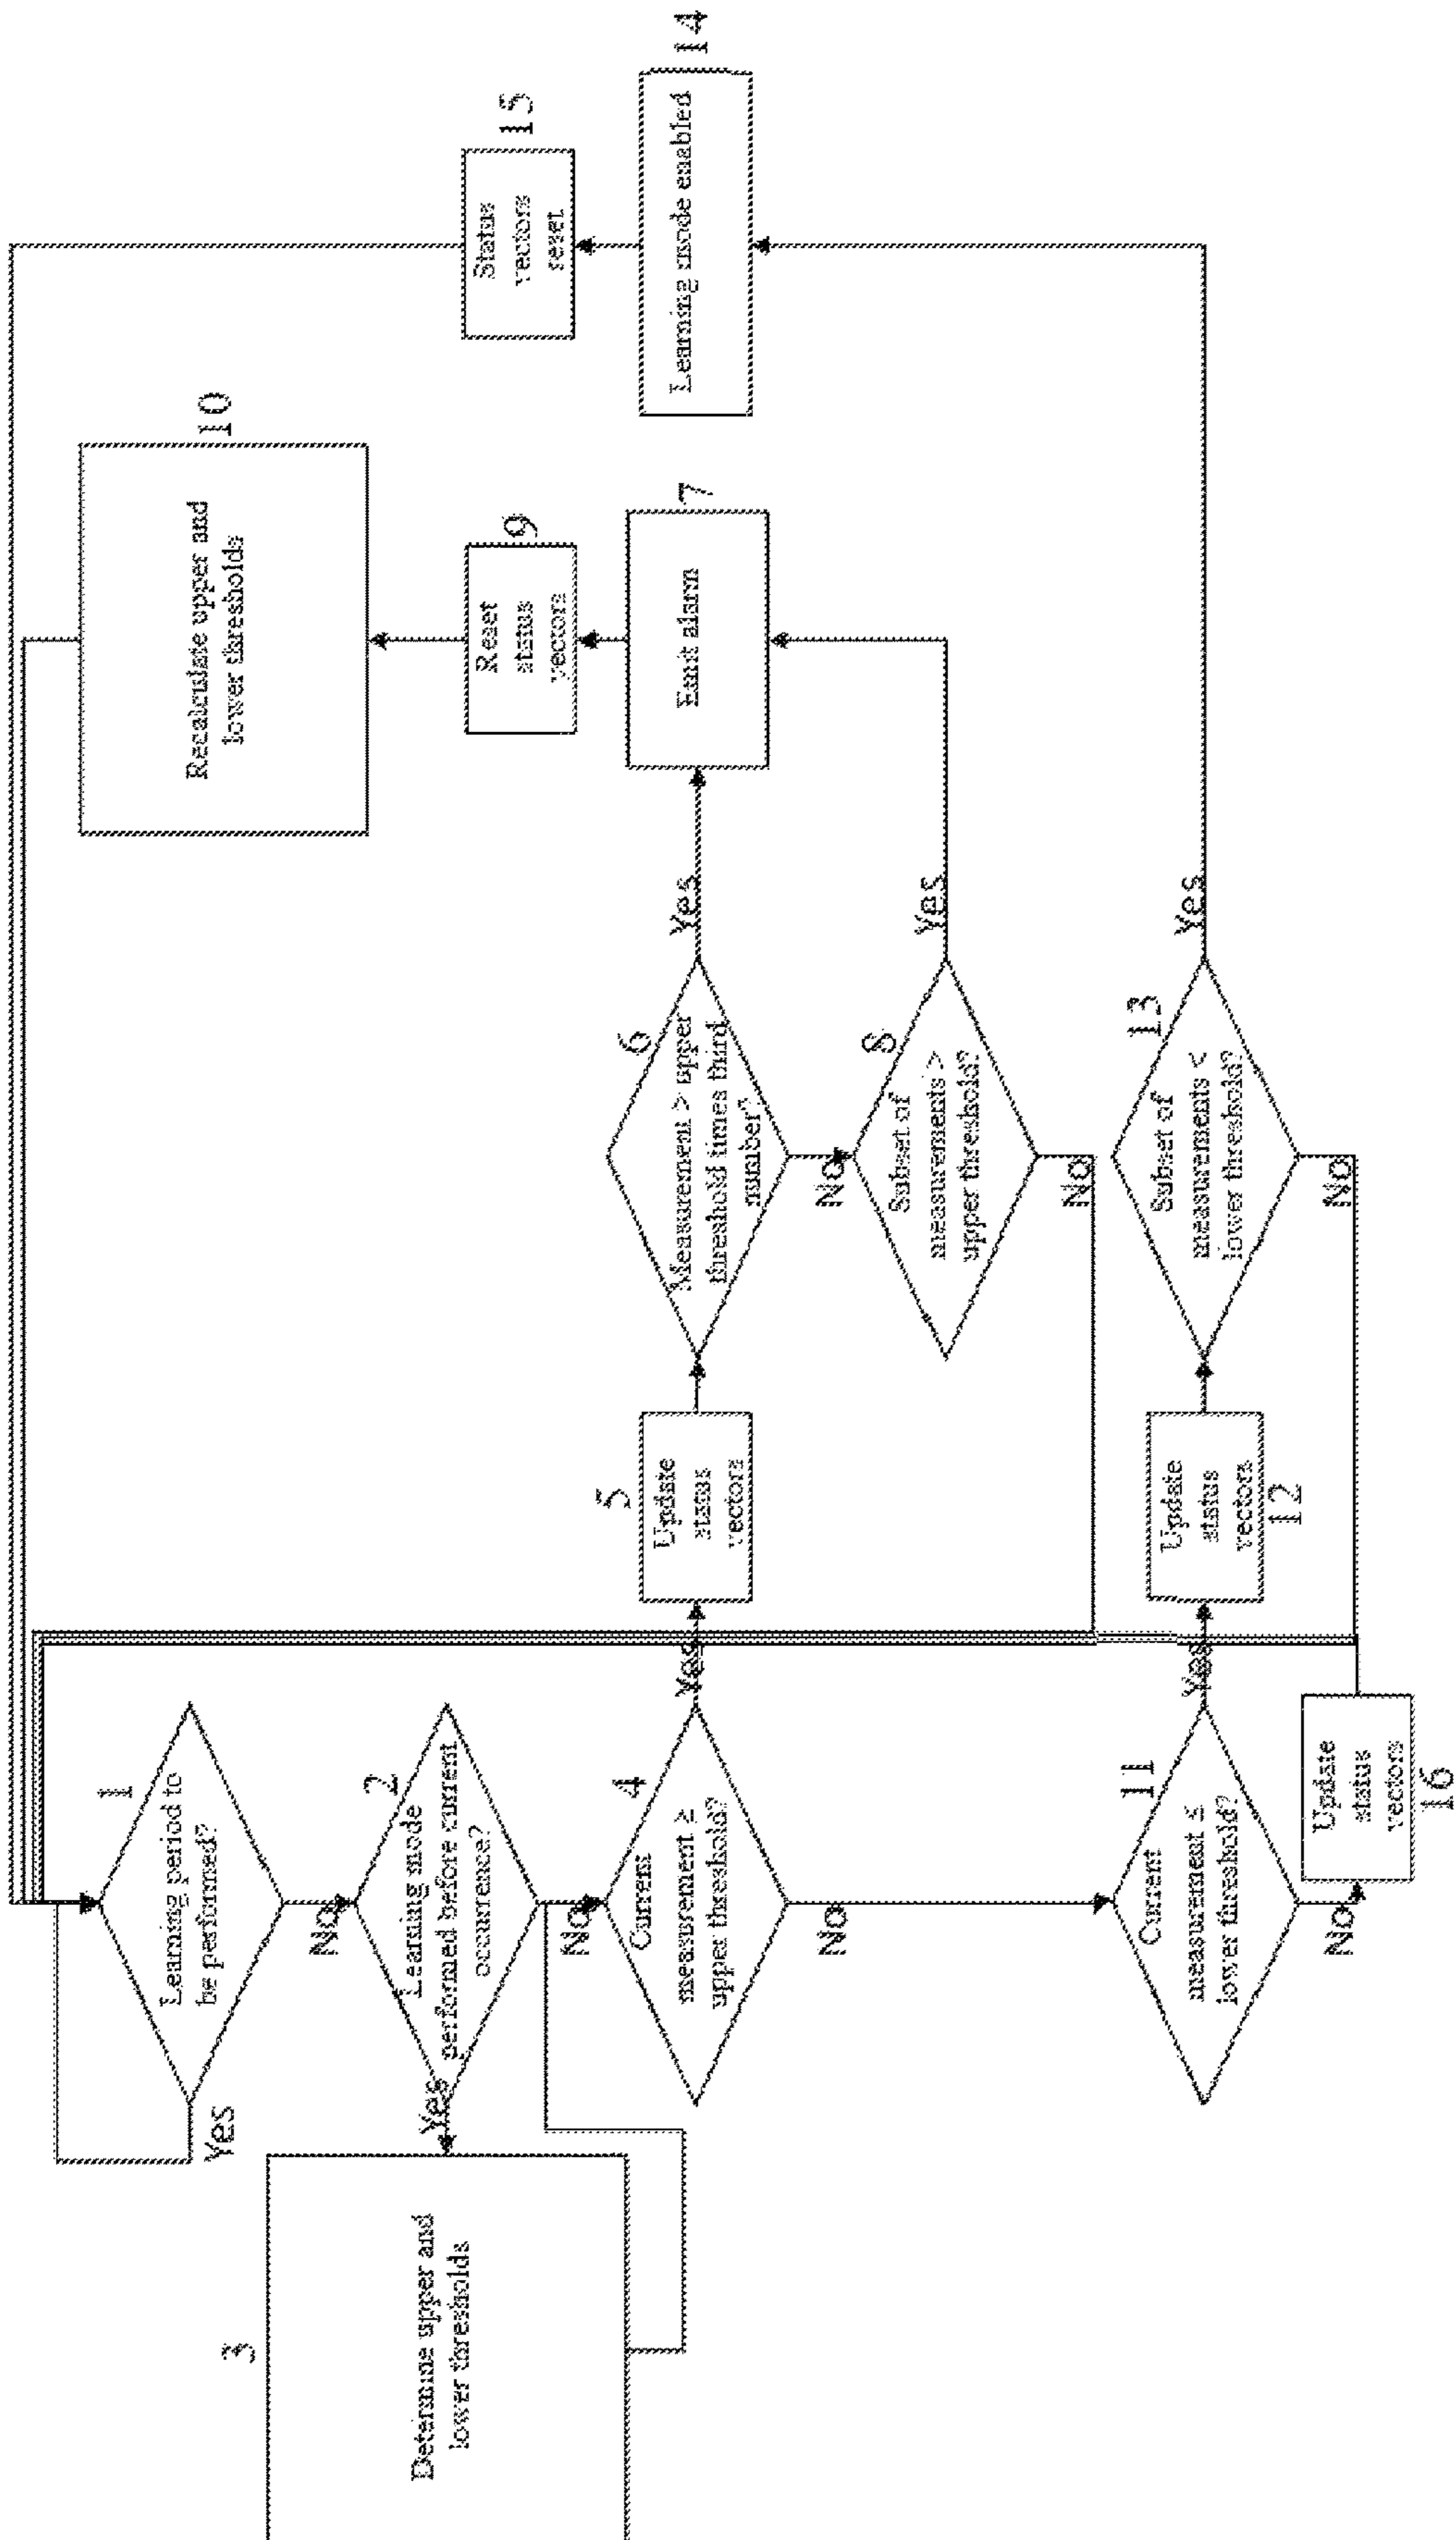 1
Learning period to
be performed?
Yes
No
2
Learning mode
performed before current
occurrence?
Yes
No
3
Determine upper and
lower thresholds
4
Current
measurement ≥
upper threshold?
Yes
No
5
Update
status
vectors
6
Measurement > upper
threshold times third
number?
Yes
No
7
Emit alarm
8
Subset of
measurements >
upper threshold?
Yes
No
9
Reset
status
vectors
10
Recalculate upper and
lower thresholds
11
Current
measurement ≤
lower threshold?
Yes
No
Update
status
vectors
12
13
Subset of
measurements <
lower threshold?
Yes
No
Learning mode enabled
14
15
Status
vectors
reset
Update
status
vectors
16